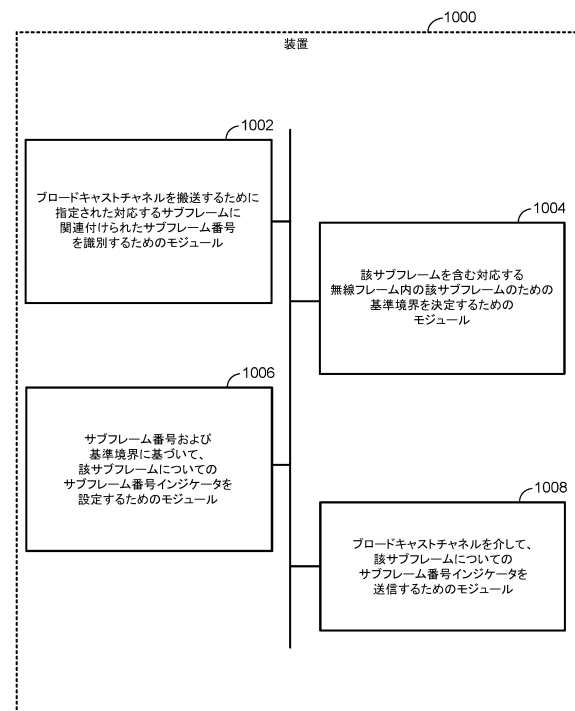 1000
装置
1002
ブロードキャストチャネルを搬送するために
指定された対応するサブフレームに
関連付けられたサブフレーム番号
を識別するためのモジュール
1004
該サブフレームを含む対応する
無線フレーム内の該サブフレームのための
基準境界を決定するための
モジュール
1006
サブフレーム番号および
基準境界に基づいて、
該サブフレームについての
サブフレーム番号インジケータを
設定するためのモジュール
1008
ブロードキャストチャネルを介して、
該サブフレームについての
サブフレーム番号インジケータを
送信するためのモジュール